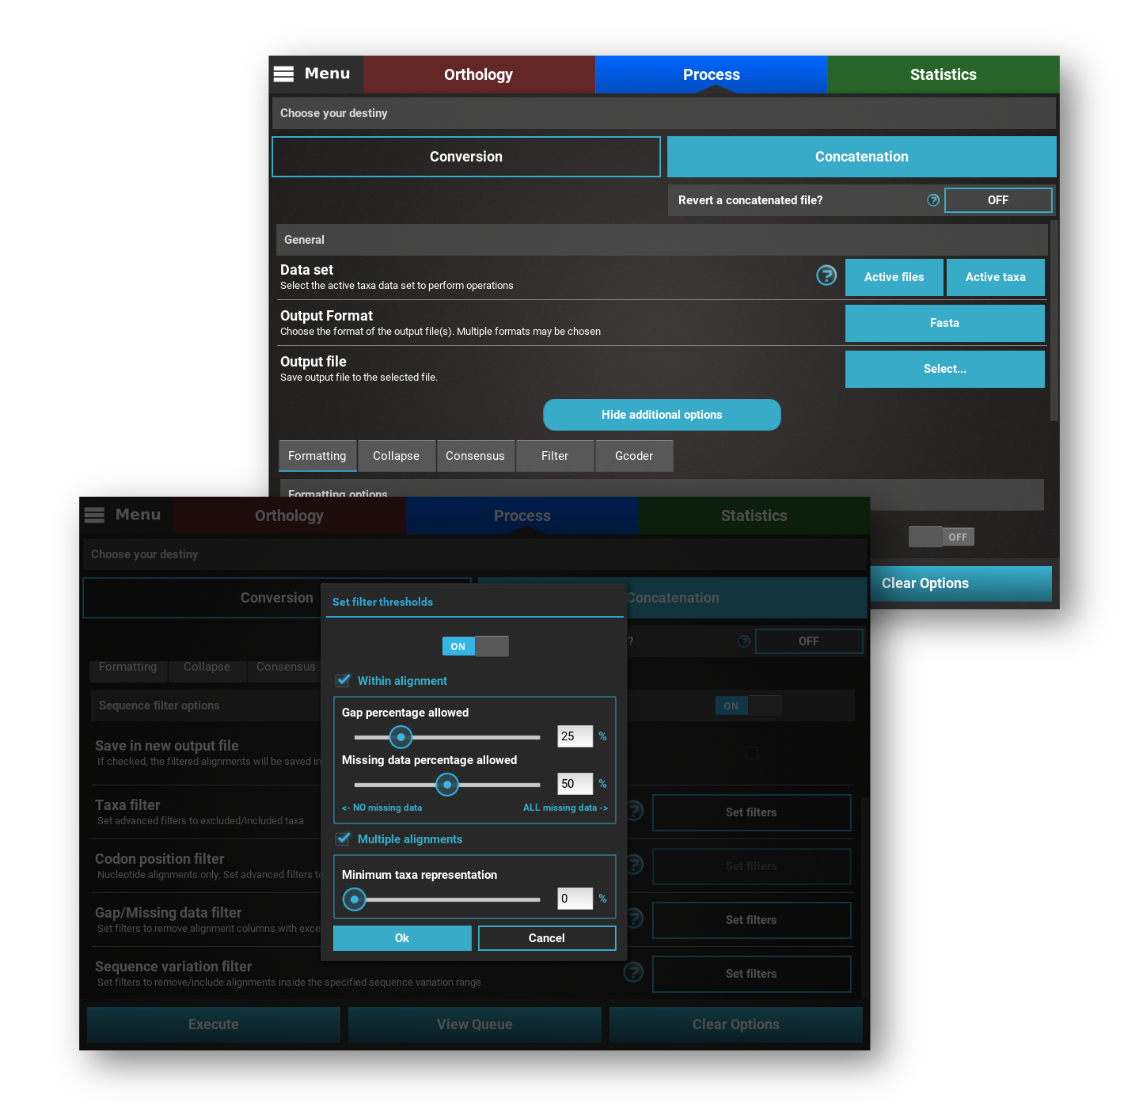 Menu
Orthology
Process
Statistics
Choose your destiny
Conversion
Concatenation
Revert a concatenated file?
?
OFF
General
Data set
Select the active taxa data set to perform operations
?
Active files
Active taxa
Output Format
Choose the format of the output file(s). Multiple formats may be chosen
Fasta
Output file
Save output file to the selected file.
Select...
Hide additional options
Formatting
Collapse
Consensus
Filter
Gcoder
Formatting options
OFF
Clear Options
Menu
Orthology
Process
Statistics
Choose your destiny
Conversion
Concatenation
?
?
OFF
Formatting
Collapse
Consensus
Sequence filter options
ON
Save in new output file
If checked, the filtered alignments will be saved in
Taxa filter
Set advanced filters to excluded/included taxa
?
Set filters
Codon position filter
Nucleotide alignments only. Set advanced filters to
?
Set filters
Gap/Missing data filter
Set filters to remove alignment columns with exce
?
Set filters
Sequence variation filter
Set filters to remove/include alignments inside the specified sequence variation range
?
Set filters
Execute
View Queue
Clear Options
Set filter thresholds
ON
Within alignment
Gap percentage allowed
25 %
Missing data percentage allowed
50 %
<- NO missing data
ALL missing data ->
Multiple alignments
Minimum taxa representation
0 %
Ok
Cancel